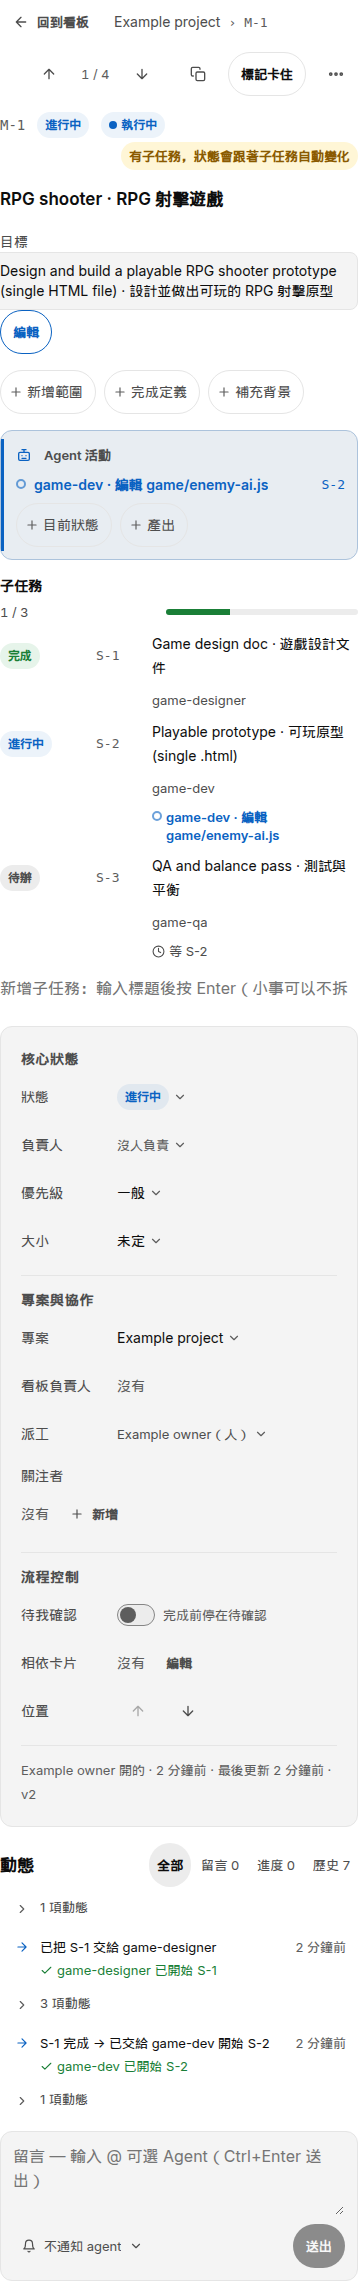 回到看板 Example project › M-1
1 / 4 標記卡住
M-1 進行中 執行中
有子任務，狀態會跟著子任務自動變化
RPG shooter · RPG 射擊遊戲
目標
Design and build a playable RPG shooter prototype
(single HTML file) · 設計並做出可玩的 RPG 射擊原型
編輯
新增範圍 完成定義 補充背景
Agent 活動
game-dev · 編輯 game/enemy-ai.js S-2
目前狀態 產出
子任務
1 / 3
完成 S-1 Game design doc · 遊戲設計文
件
game-designer
進行中 S-2 Playable prototype · 可玩原型
(single .html)
game-dev
game-dev · 編輯
game/enemy-ai.js
待辦 S-3 QA and balance pass · 測試與
平衡
game-qa
等 S-2
新增子任務：輸入標題後按 Enter（小事可以不拆
核心狀態
狀態 進行中
負責人 沒人負責
優先級 一般
大小 未定
專案與協作
專案 Example project
看板負責人 沒有
派工 Example owner（人）
關注者
沒有 新增
流程控制
待我確認 完成前停在待確認
相依卡片 沒有 編輯
位置
Example owner 開的 · 2 分鐘前 · 最後更新 2 分鐘前 ·
v2
動態 全部 留言 0 進度 0 歷史 7
1 項動態
已把 S-1 交給 game-designer 2 分鐘前
game-designer 已開始 S-1
3 項動態
S-1 完成 → 已交給 game-dev 開始 S-2 2 分鐘前
game-dev 已開始 S-2
1 項動態
留言 — 輸入 @ 可選 Agent（Ctrl+Enter 送
出）
不通知 agent 送出